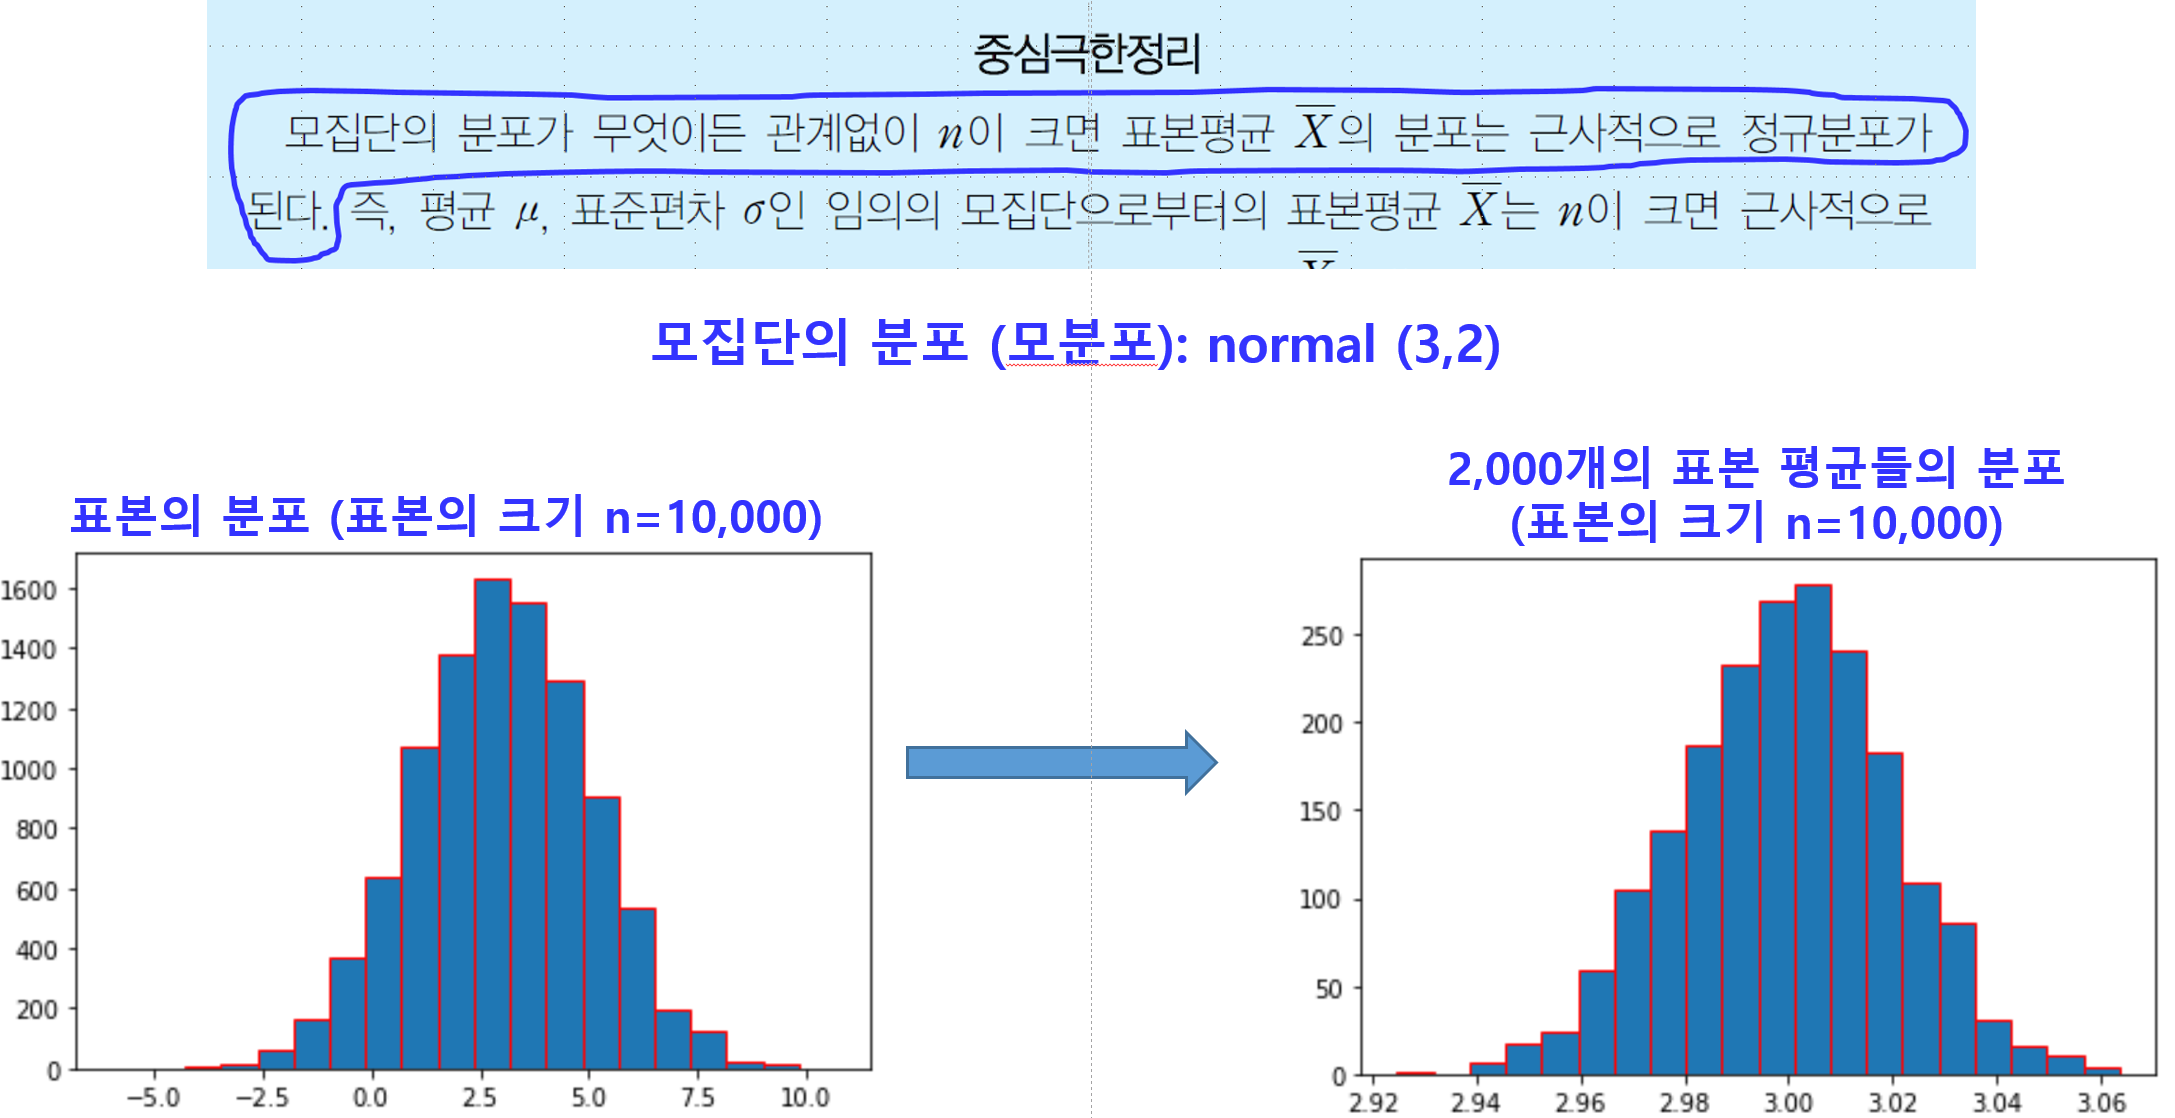 중심극한정리
모집단의 분포가 무엇이든 관계없이 n이 크면 표본평균 X̅의 분포는 근사적으로 정규분포가
된다. 즉, 평균 μ, 표준편차 σ인 임의의 모집단으로부터의 표본평균 X̅는 n이 크면 근사적으로
모집단의 분포 (모분포): normal (3,2)
표본의 분포 (표본의 크기 n=10,000)
1600
1400
1200
1000
800
600
400
200
0
−5.0 −2.5 0.0 2.5 5.0 7.5 10.0
2,000개의 표본 평균들의 분포
(표본의 크기 n=10,000)
250
200
150
100
50
0
2.92 2.94 2.96 2.98 3.00 3.02 3.04 3.06